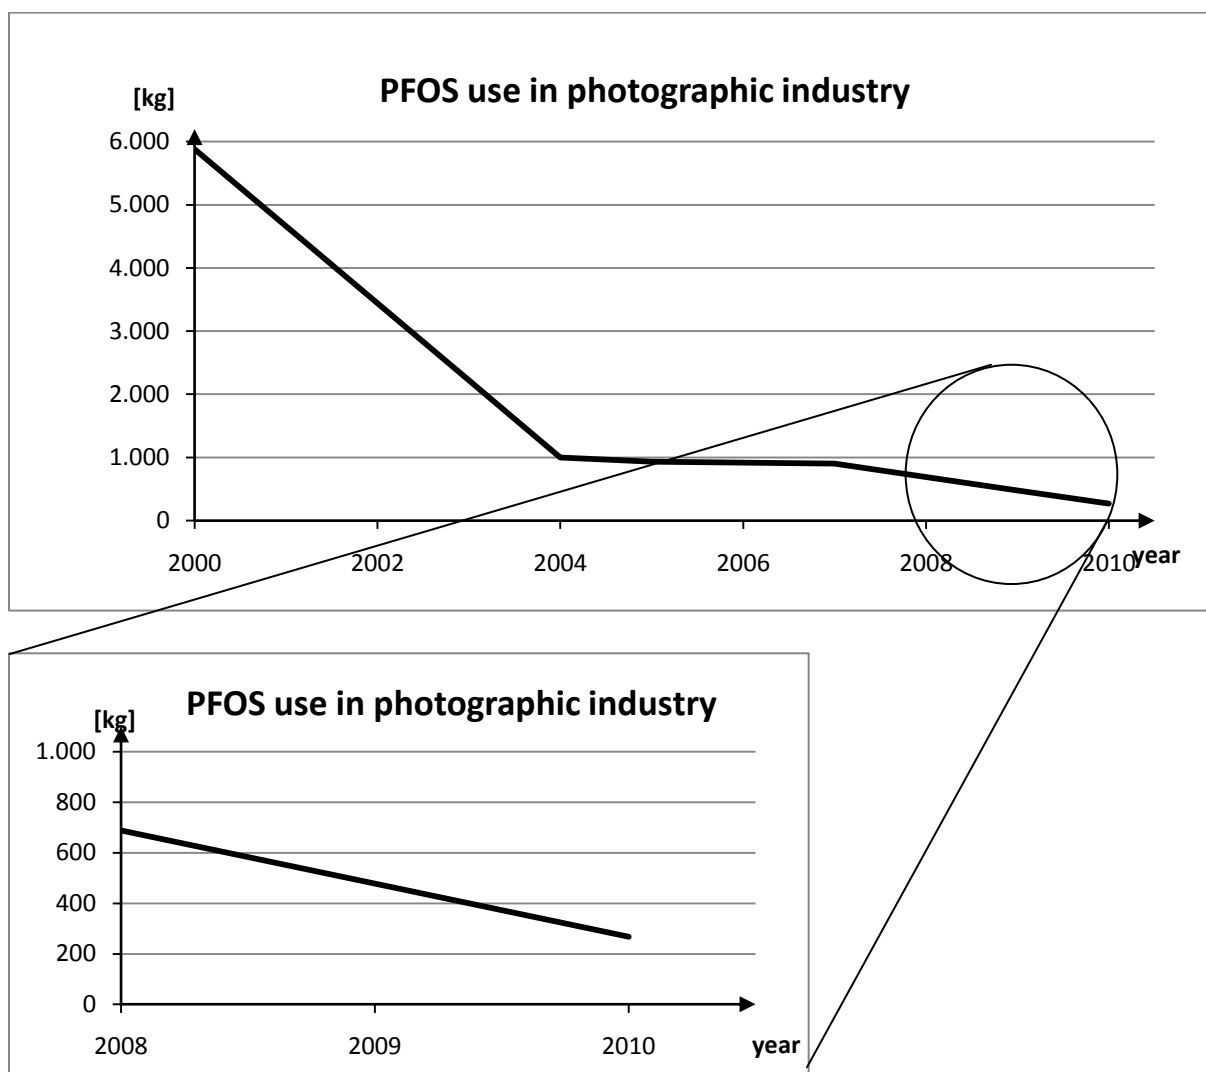 PFOS use in photographic industry
[kg]
6.000
5.000
4.000
3.000
2.000
1.000
0
2000 2002 2004 2006 2008 2010 year
PFOS use in photographic industry
[kg]
1.000
800
600
400
200
0
2008 2009 2010 year